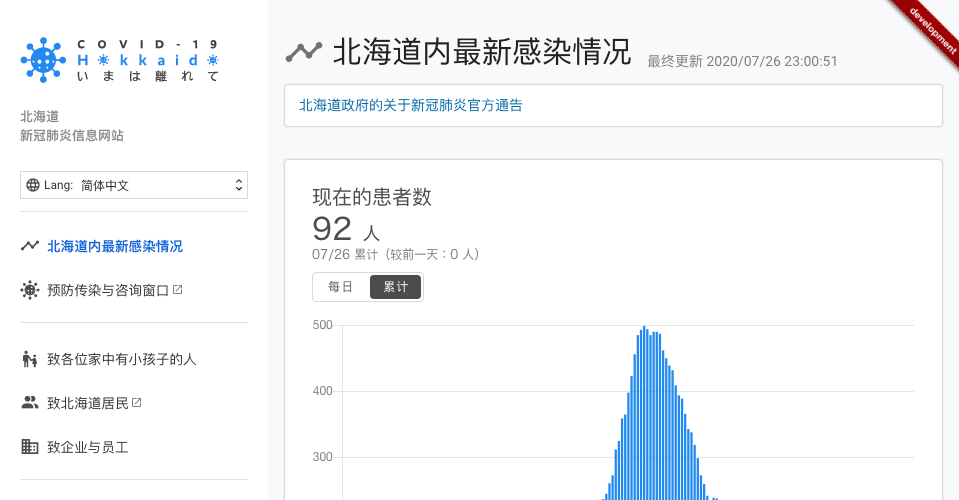 COVID-19
Hokkaido
いまは離れて
北海道
新冠肺炎信息网站
Lang: 简体中文
北海道内最新感染情况
预防传染与咨询窗口
致各位家中有小孩子的人
致北海道居民
致企业与员工
北海道内最新感染情况
最终更新 2020/07/26 23:00:51
development
北海道政府的关于新冠肺炎官方通告
现在的患者数
92 人
07/26 累计（较前一天：0 人）
每日 累计
500
400
300